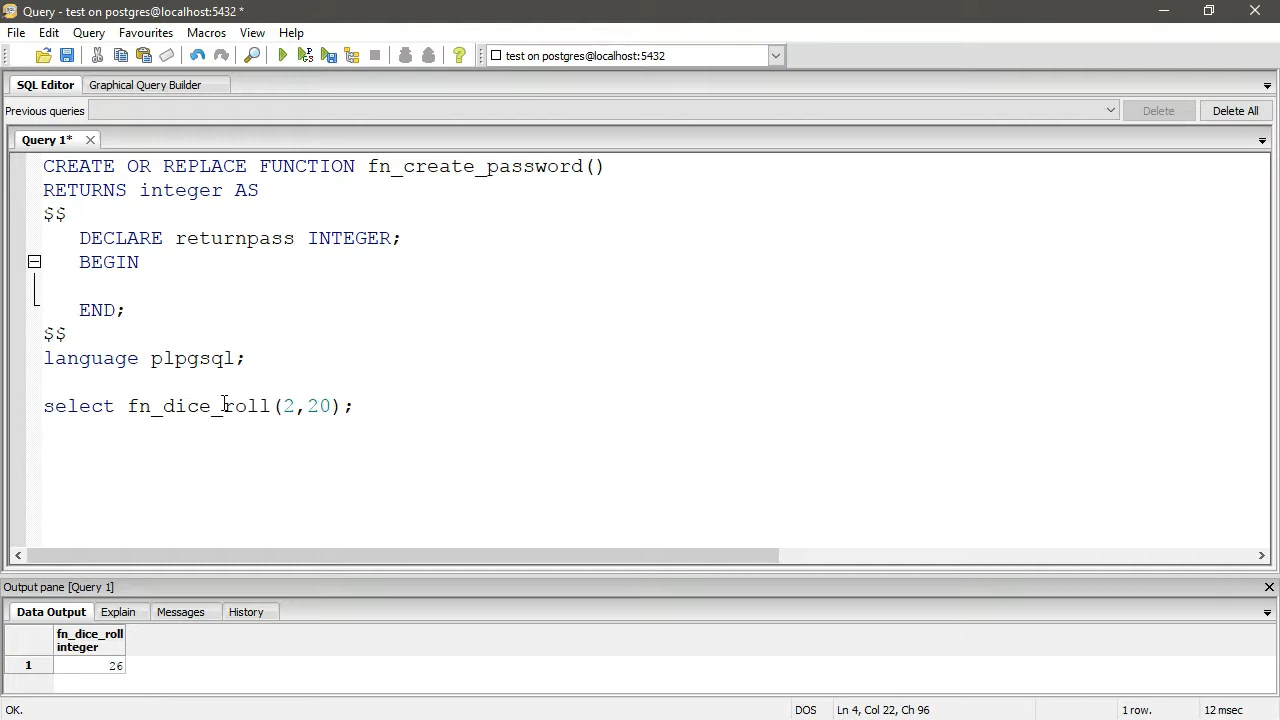 Query - test on postgres@localhost:5432 *
File Edit Query Favourites Macros View Help
test on postgres@localhost:5432
SQL Editor Graphical Query Builder
Previous queries Delete Delete All
Query 1*
CREATE OR REPLACE FUNCTION fn_create_password()
RETURNS integer AS
$$
DECLARE returnpass INTEGER;
BEGIN
END;
$$
language plpgsql;
select fn_dice_roll(2,20);
Output pane [Query 1]
Data Output Explain Messages History
fn_dice_roll
integer
1 26
OK. DOS Ln 4, Col 22, Ch 96 1 row. 12 msec